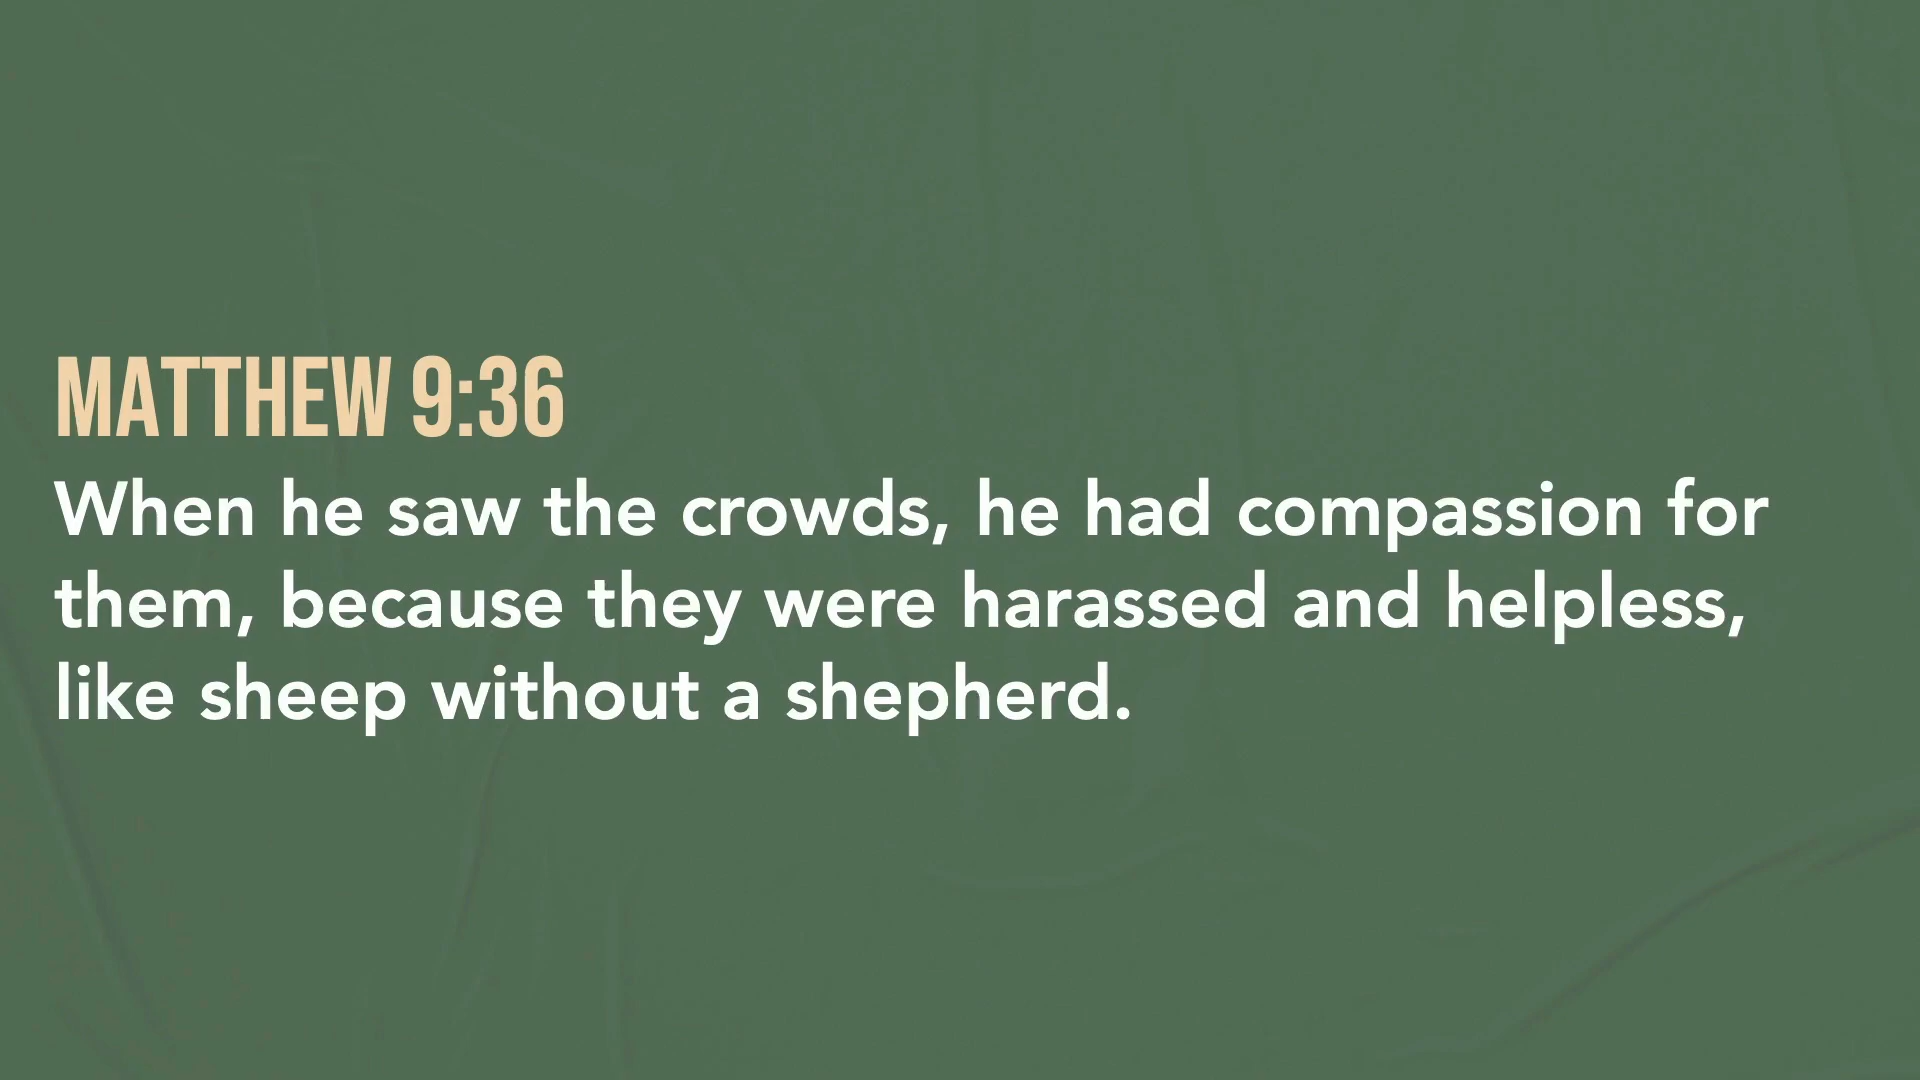 MATTHEW 9:36
When he saw the crowds, he had compassion for
them, because they were harassed and helpless,
like sheep without a shepherd.